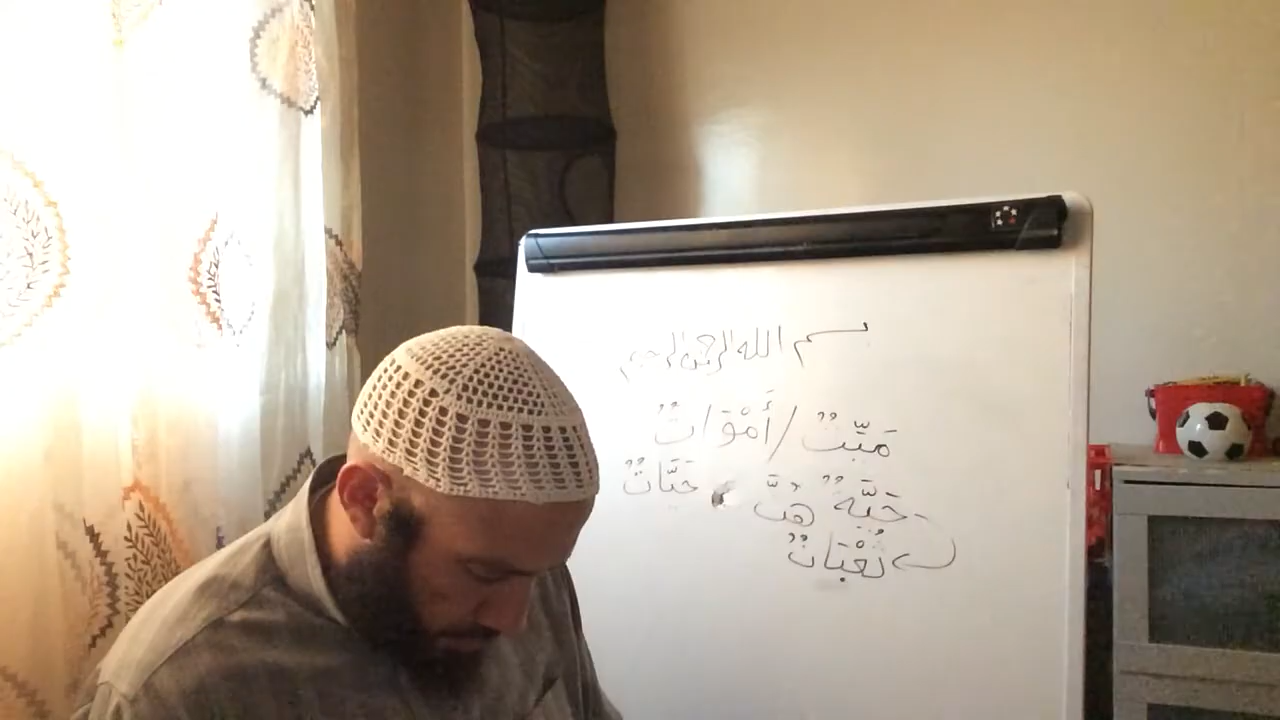 بسم الله الرحمن الرحيم
مَيِّتٌ / أَمْوَاتٌ
حَيَّةٌ هُنَّ حَيَّاتٌ
ثُعْبَانٌ